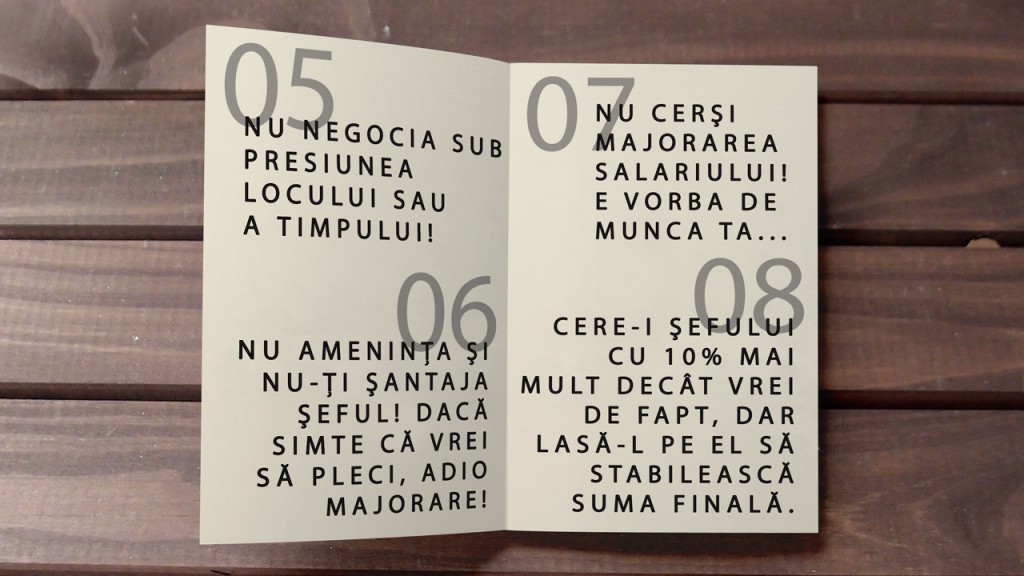 05
NU NEGOCIA SUB
PRESIUNEA
LOCULUI SAU
A TIMPULUI!
06
NU AMENINŢA ŞI
NU-ŢI ŞANTAJA
ŞEFUL! DACĂ
SIMTE CĂ VREI
SĂ PLECI, ADIO
MAJORARE!
07
NU CERŞI
MAJORAREA
SALARIULUI!
E VORBA DE
MUNCA TA...
08
CERE-I ŞEFULUI
CU 10% MAI
MULT DECÂT VREI
DE FAPT, DAR
LASĂ-L PE EL SĂ
STABILEASCĂ
SUMA FINALĂ.